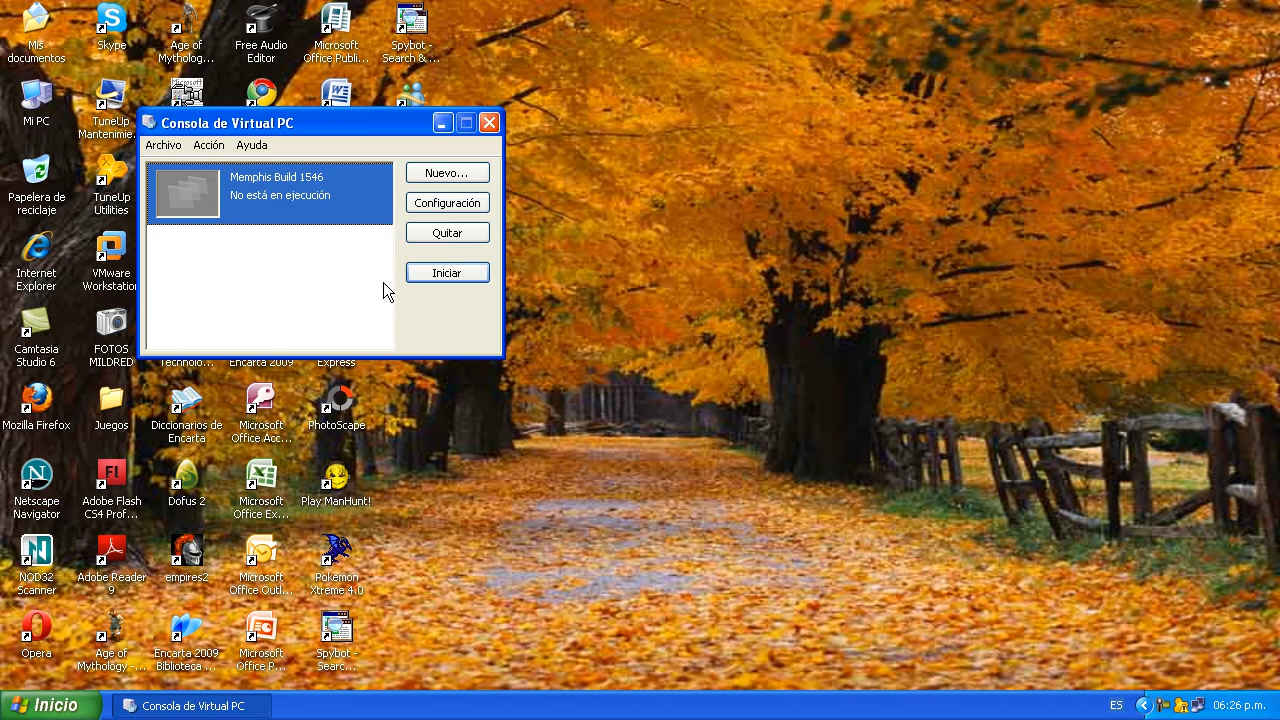 Mis documentos
Skype
Age of Mytholog...
Free Audio Editor
Microsoft Office Publi...
Spybot - Search & ...
Mi PC
TuneUp Mantenimie...
Microsoft
Consola de Virtual PC
Archivo Acción Ayuda
Memphis Build 1546
No está en ejecución
Nuevo...
Configuración
Quitar
Iniciar
Papelera de reciclaje
TuneUp Utilities
Internet Explorer
VMware Workstation
Camtasia Studio 6
FOTOS MILDRED
Technolo...
Encarta 2009
Express
Mozilla Firefox
Juegos
Diccionarios de Encarta
Microsoft Office Acc...
PhotoScape
Netscape Navigator
Adobe Flash CS4 Prof...
Dofus 2
Microsoft Office Ex...
Play ManHunt!
NOD32 Scanner
Adobe Reader 9
empires2
Microsoft Office Outl...
Pokemon Xtreme 4.0
Opera
Age of Mythology -...
Encarta 2009 Biblioteca ...
Microsoft Office P...
Spybot - Searc...
Inicio
Consola de Virtual PC
ES
06:26 p.m.